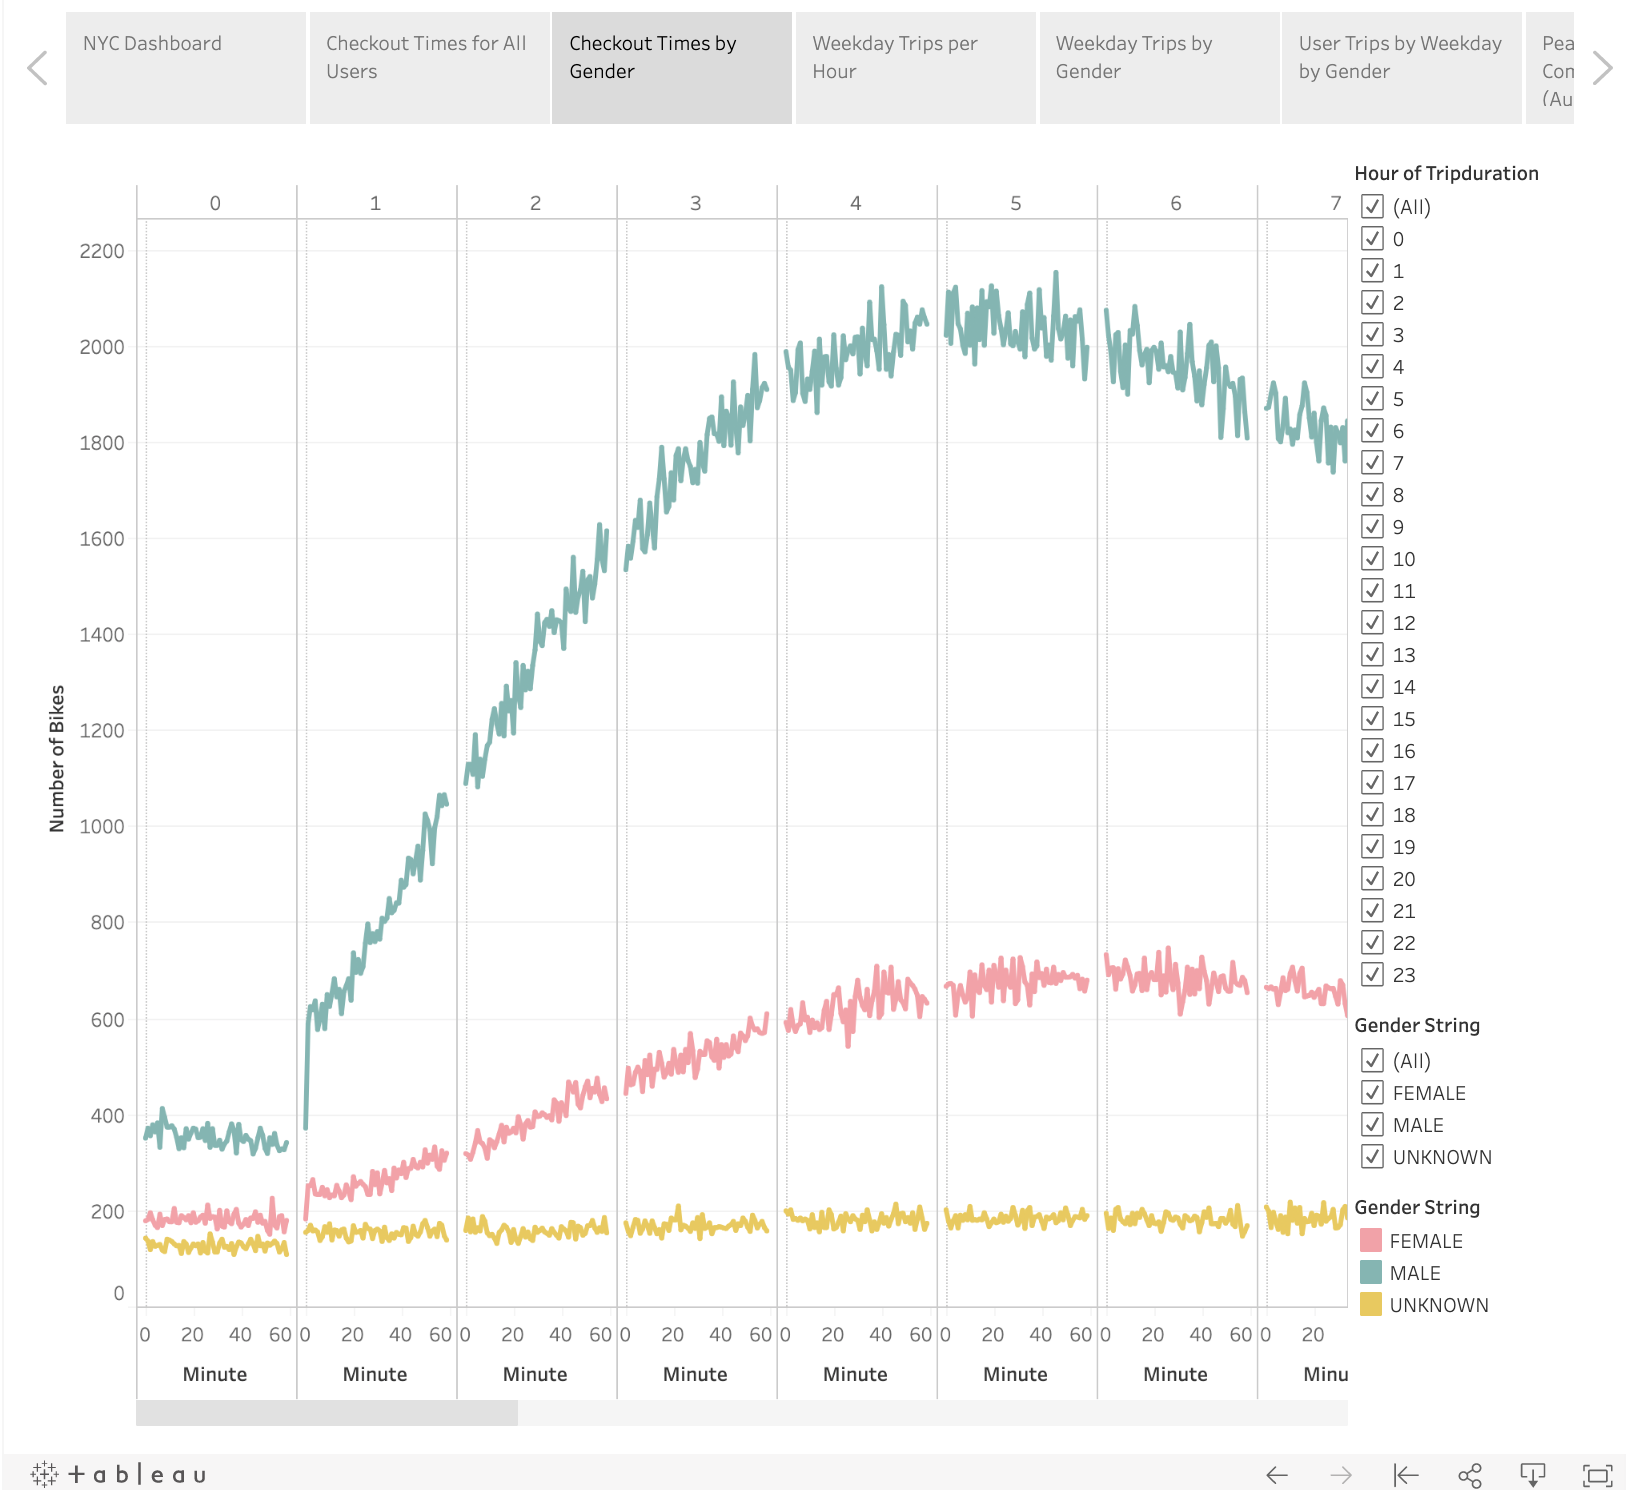 NYC Dashboard
Checkout Times for All
Users
Checkout Times by
Gender
Weekday Trips per
Hour
Weekday Trips by
Gender
User Trips by Weekday
by Gender
Pea
Con
(Au
0 1 2 3 4 5 6 7
2200
2000
1800
1600
1400
1200
1000
800
600
400
200
0
Number of Bikes
0 20 40 60 0 20 40 60 0 20 40 60 0 20 40 60 0 20 40 60 0 20 40 60 0 20 40 60 0 20
Minute Minute Minute Minute Minute Minute Minute Minu
Hour of Tripduration
(All)
0
1
2
3
4
5
6
7
8
9
10
11
12
13
14
15
16
17
18
19
20
21
22
23
Gender String
(All)
FEMALE
MALE
UNKNOWN
Gender String
FEMALE
MALE
UNKNOWN
+ a b l e a u